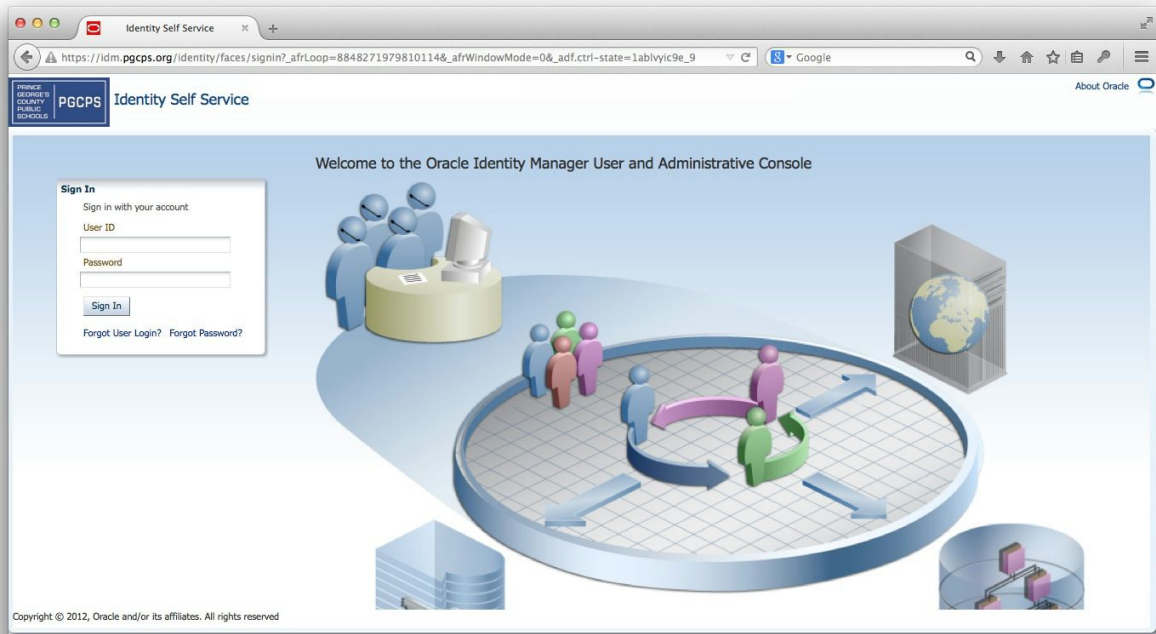 Identity Self Service
https://idm.pgcps.org/identity/faces/signin?_afrLoop=8848271979810114&_afrWindowMode=0&_adf.ctrl-state=1ablvyic9e_9
Google
PRINCE
GEORGE'S
COUNTY
PUBLIC
SCHOOLS
PGCPS
Identity Self Service
About Oracle
Welcome to the Oracle Identity Manager User and Administrative Console
Sign In
Sign in with your account
User ID
Password
Sign In
Forgot User Login? Forgot Password?
Copyright © 2012, Oracle and/or its affiliates. All rights reserved